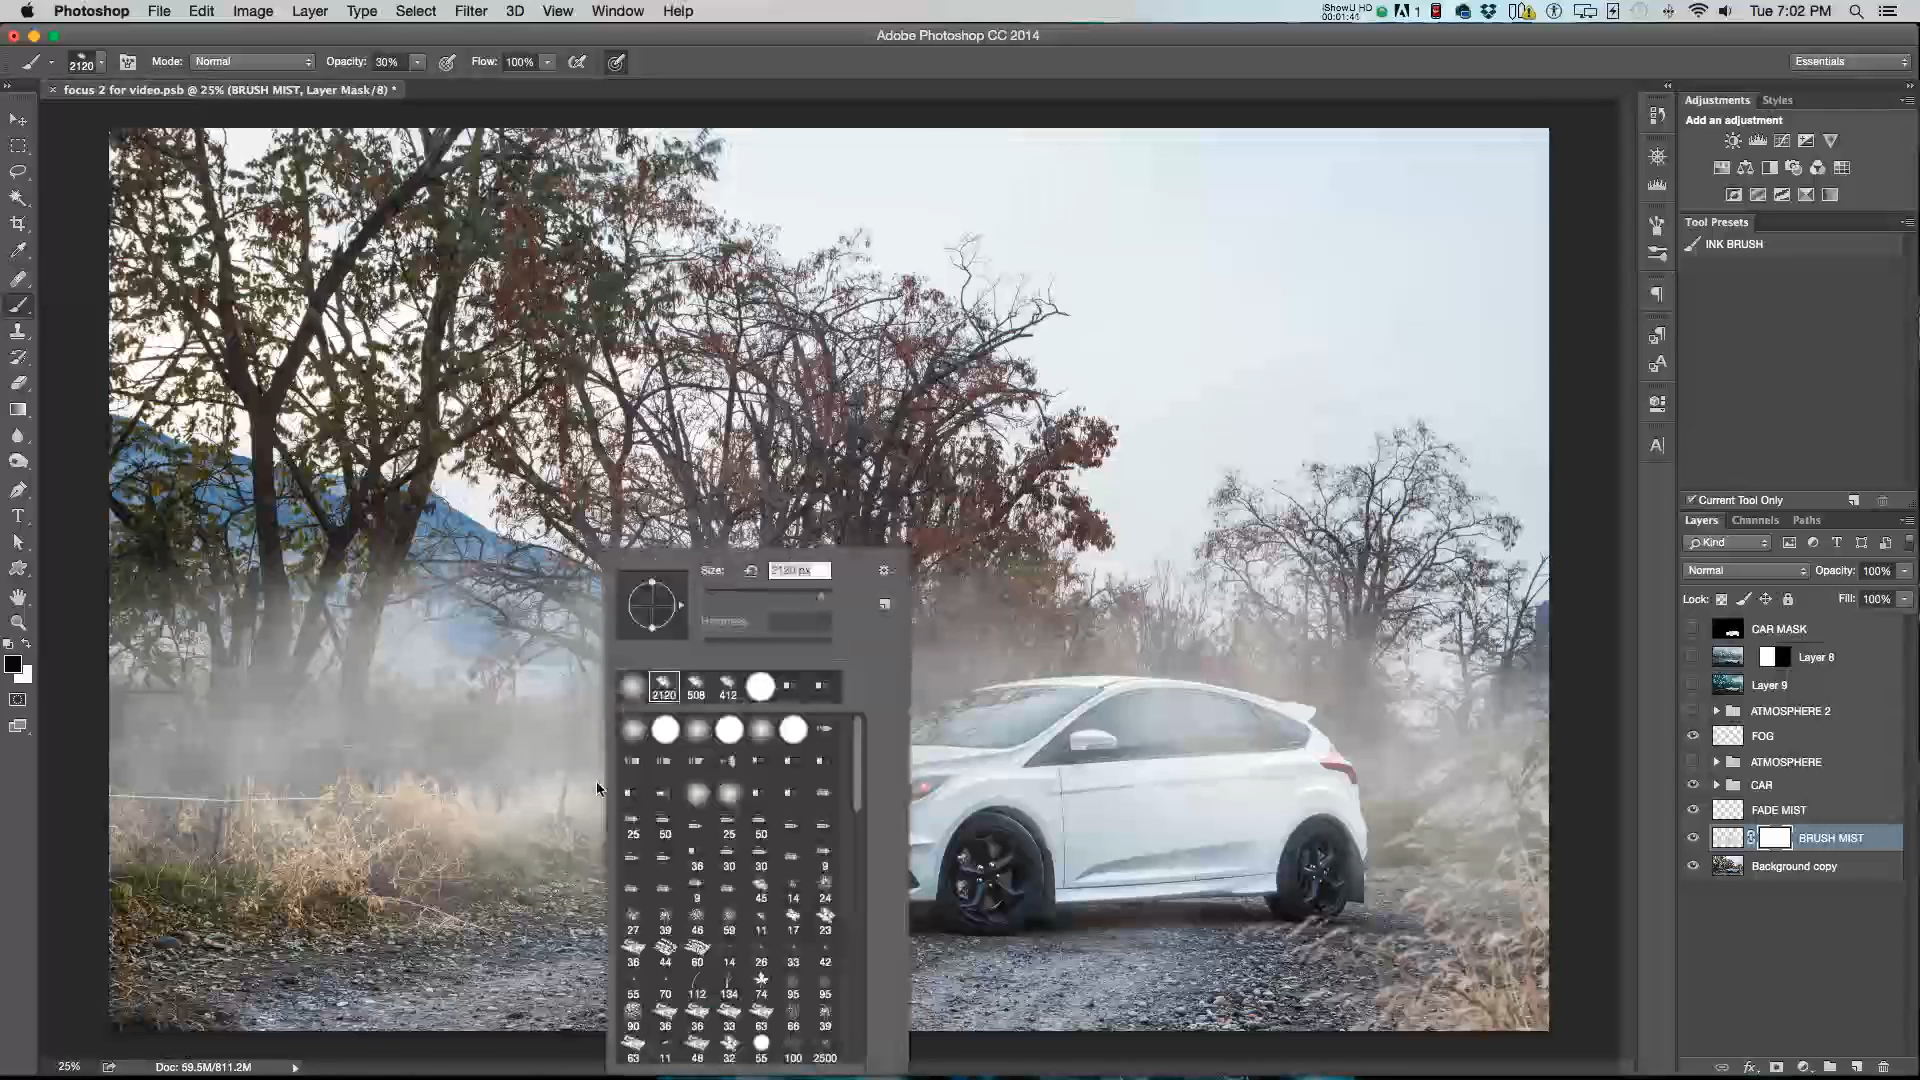 Photoshop File Edit Image Layer Type Select Filter 3D View Window Help
iShowU HD
00:01:41
1
Tue 7:02 PM
Adobe Photoshop CC 2014
2120 Mode: Normal Opacity: 30% Flow: 100% Essentials
× focus 2 for video.psb @ 25% (BRUSH MIST, Layer Mask/8) *
Adjustments Styles
Add an adjustment
Tool Presets
INK BRUSH
Current Tool Only
Layers Channels Paths
Kind
Normal Opacity: 100%
Lock: Fill: 100%
CAR MASK
Layer 8
Layer 9
ATMOSPHERE 2
FOG
ATMOSPHERE
CAR
FADE MIST
BRUSH MIST
Background copy
Size: 2120 px
Hardness:
2120 508 412
25 50 25 50
36 30 30 9
9 45 14 24
27 39 46 59 11 17 23
36 44 60 14 26 33 42
55 70 112 134 74 95 95
90 36 36 33 63 66 39
63 11 48 32 55 100 2500
25% Doc: 59.5M/811.2M